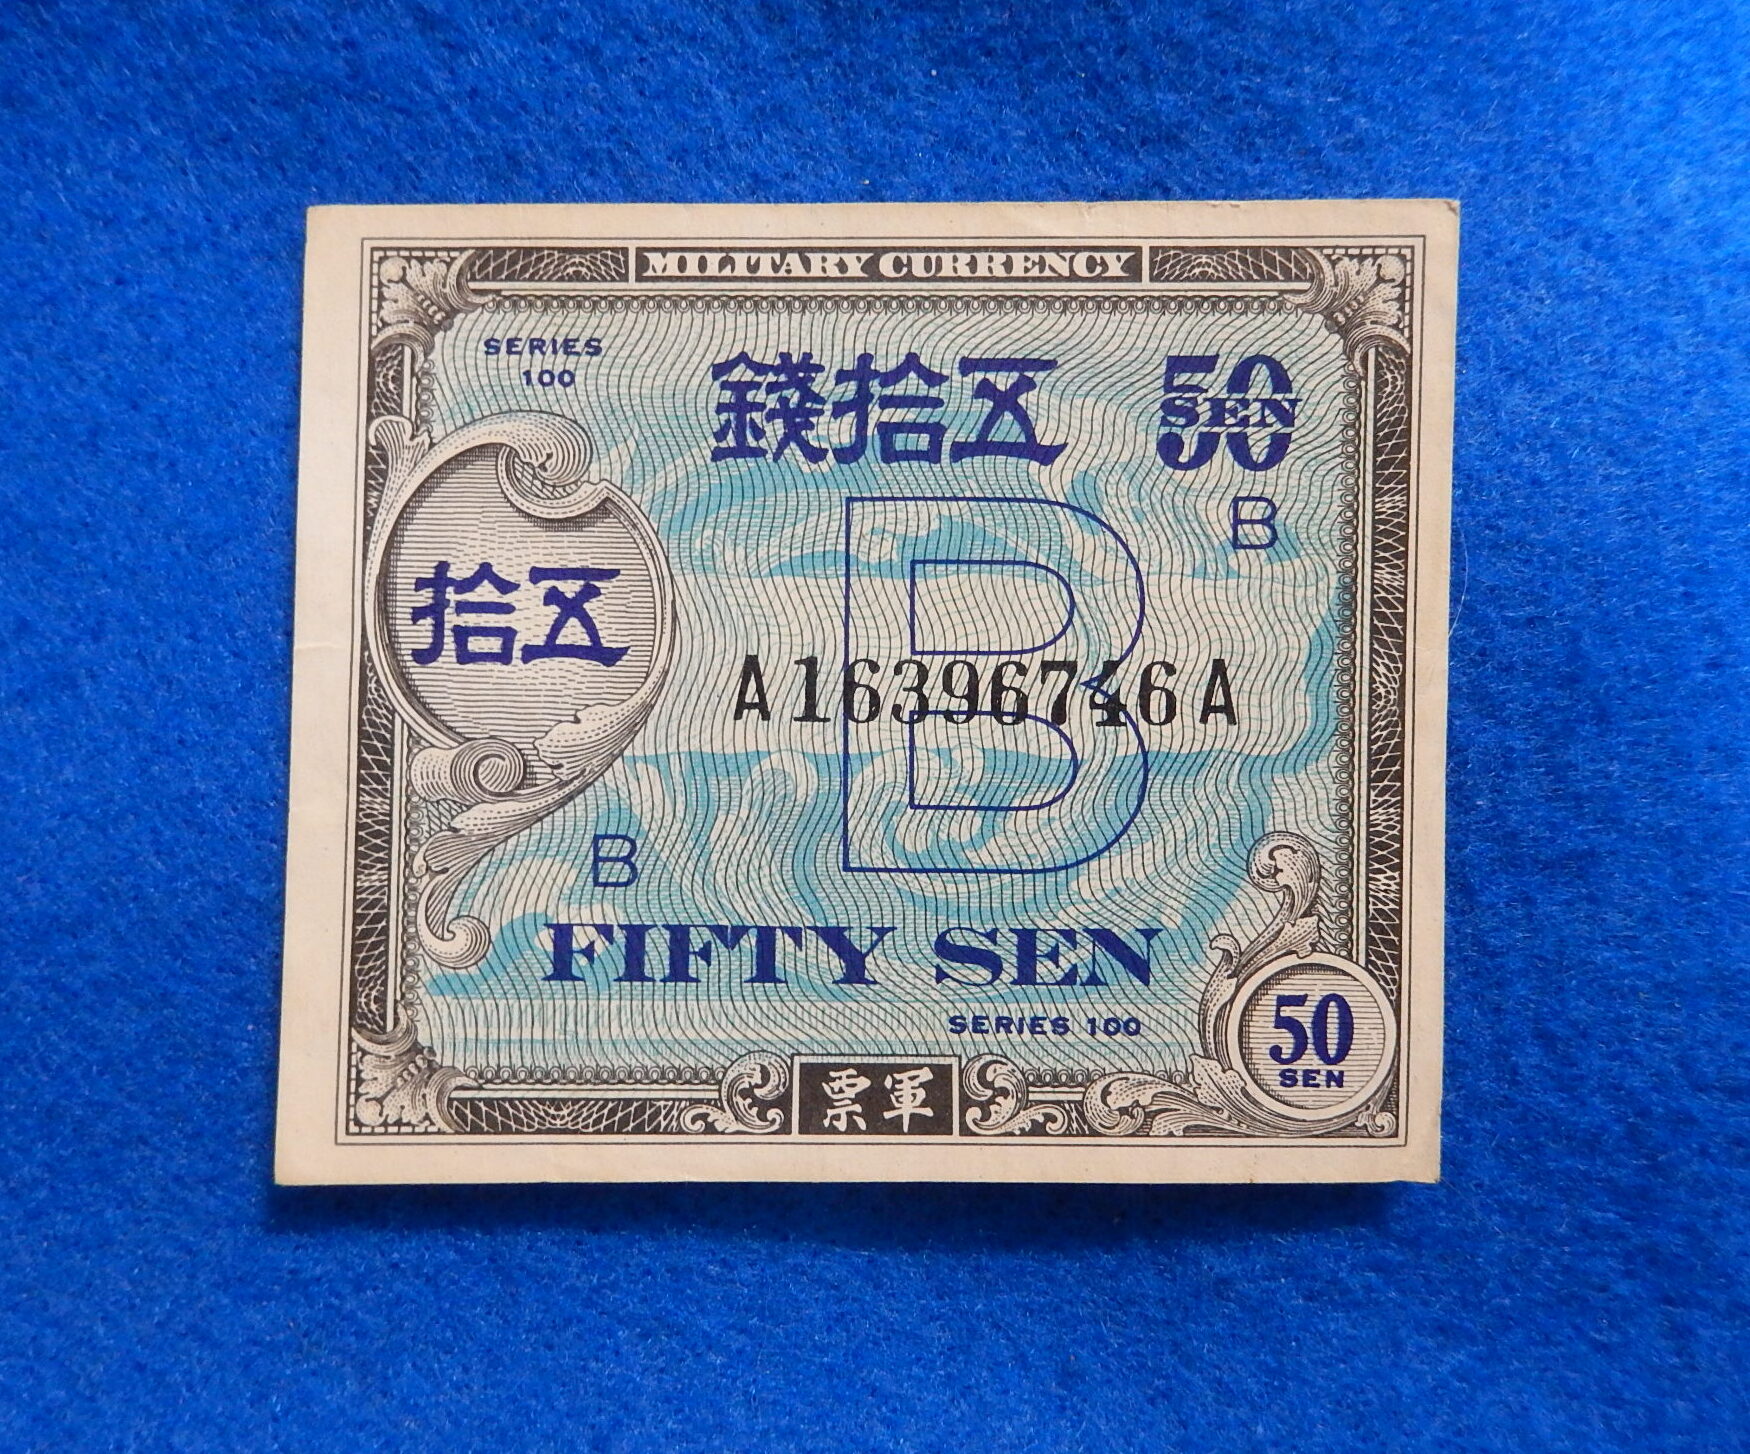 MILITARY CURRENCY
SERIES
100
錢拾五
50
SEN
B
拾五
B
A16396746A
B
FIFTY SEN
SERIES 100
50
SEN
票軍